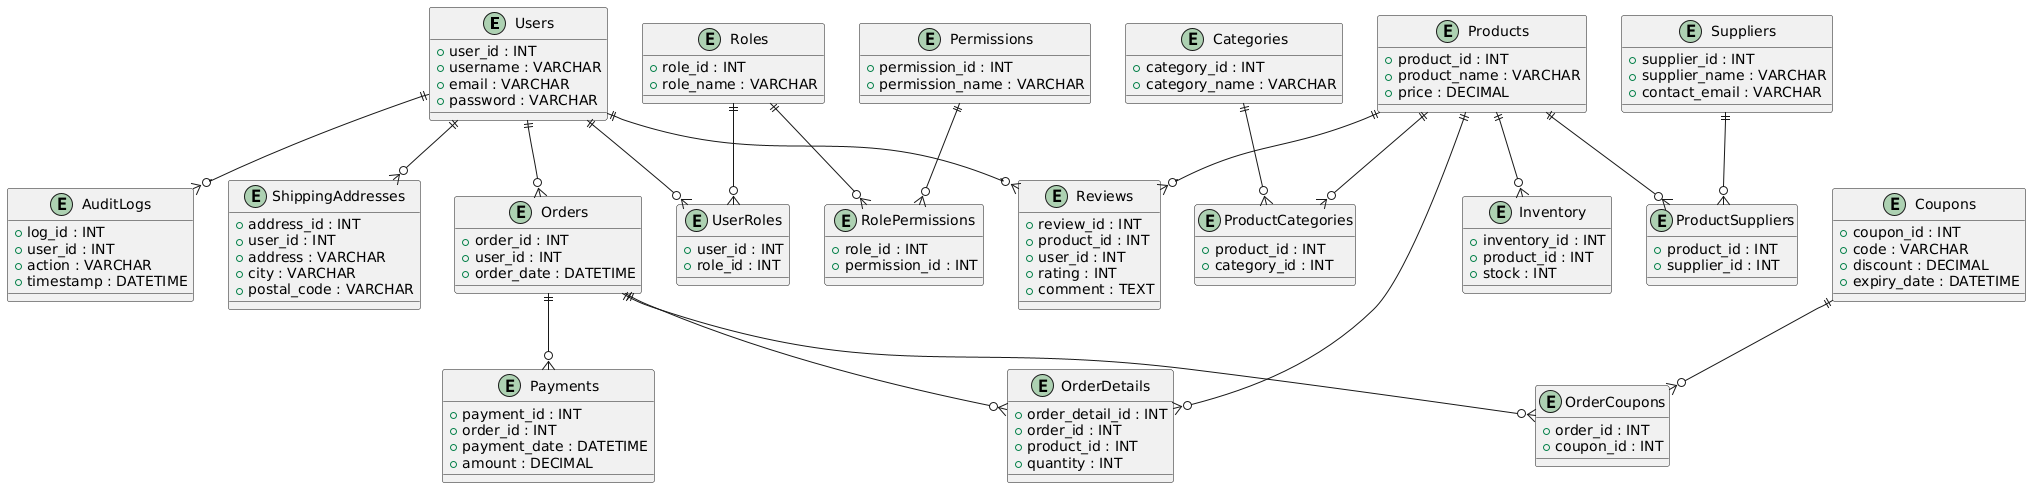 E Users
user_id : INT
username : VARCHAR
email : VARCHAR
password : VARCHAR
E Roles
role_id : INT
role_name : VARCHAR
E Permissions
permission_id : INT
permission_name : VARCHAR
E Categories
category_id : INT
category_name : VARCHAR
E Products
product_id : INT
product_name : VARCHAR
price : DECIMAL
E Suppliers
supplier_id : INT
supplier_name : VARCHAR
contact_email : VARCHAR
E AuditLogs
log_id : INT
user_id : INT
action : VARCHAR
timestamp : DATETIME
E ShippingAddresses
address_id : INT
user_id : INT
address : VARCHAR
city : VARCHAR
postal_code : VARCHAR
E Orders
order_id : INT
user_id : INT
order_date : DATETIME
E UserRoles
user_id : INT
role_id : INT
E RolePermissions
role_id : INT
permission_id : INT
E Reviews
review_id : INT
product_id : INT
user_id : INT
rating : INT
comment : TEXT
E ProductCategories
product_id : INT
category_id : INT
E Inventory
inventory_id : INT
product_id : INT
stock : INT
E ProductSuppliers
product_id : INT
supplier_id : INT
E Coupons
coupon_id : INT
code : VARCHAR
discount : DECIMAL
expiry_date : DATETIME
E Payments
payment_id : INT
order_id : INT
payment_date : DATETIME
amount : DECIMAL
E OrderDetails
order_detail_id : INT
order_id : INT
product_id : INT
quantity : INT
E OrderCoupons
order_id : INT
coupon_id : INT